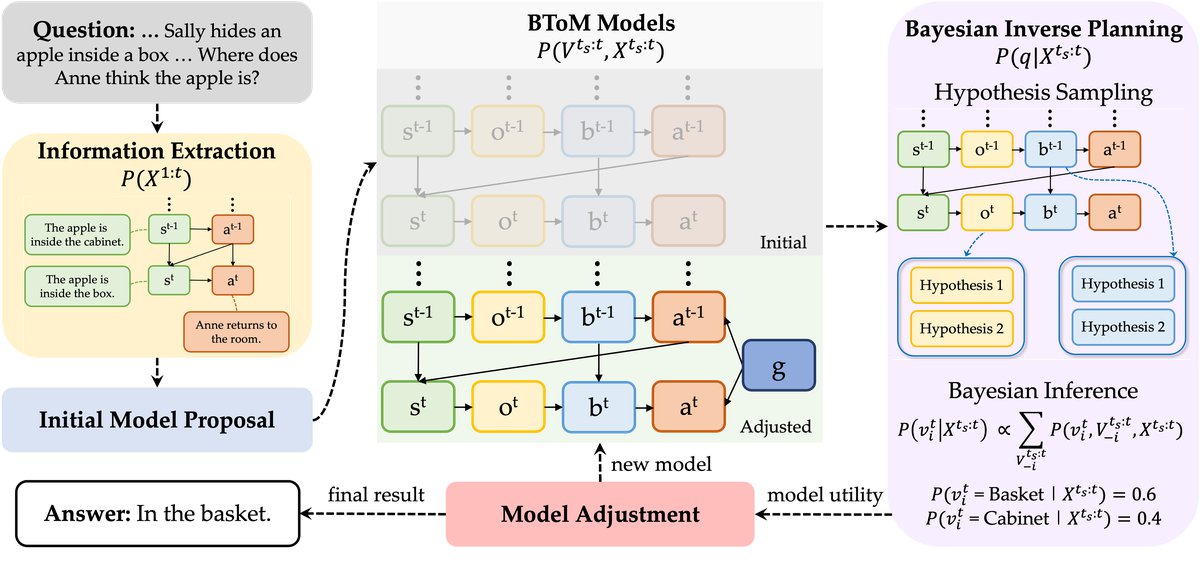 Question: ... Sally hides an
apple inside a box ... Where does
Anne think the apple is?
Information Extraction
P(X^{1:t})
The apple is
inside the cabinet.
s^{t-1}
a^{t-1}
The apple is
inside the box.
s^t
a^t
Anne returns to
the room.
Initial Model Proposal
Answer: In the basket.
BToM Models
P(V^{t_s:t}, X^{t_s:t})
s^{t-1} o^{t-1} b^{t-1} a^{t-1}
s^t o^t b^t a^t
Initial
s^{t-1} o^{t-1} b^{t-1} a^{t-1}
g
s^t o^t b^t a^t
Adjusted
new model
final result
Model Adjustment
model utility
Bayesian Inverse Planning
P(q|X^{t_s:t})
Hypothesis Sampling
s^{t-1} o^{t-1} b^{t-1} a^{t-1}
s^t o^t b^t a^t
Hypothesis 1
Hypothesis 2
Hypothesis 1
Hypothesis 2
Bayesian Inference
P(v_i^t|X^{t_s:t}) ∝ ∑_{V_{-i}^{t_s:t}} P(v_i^t, V_{-i}^{t_s:t}, X^{t_s:t})
P(v_i^t = Basket | X^{t_s:t}) = 0.6
P(v_i^t = Cabinet | X^{t_s:t}) = 0.4